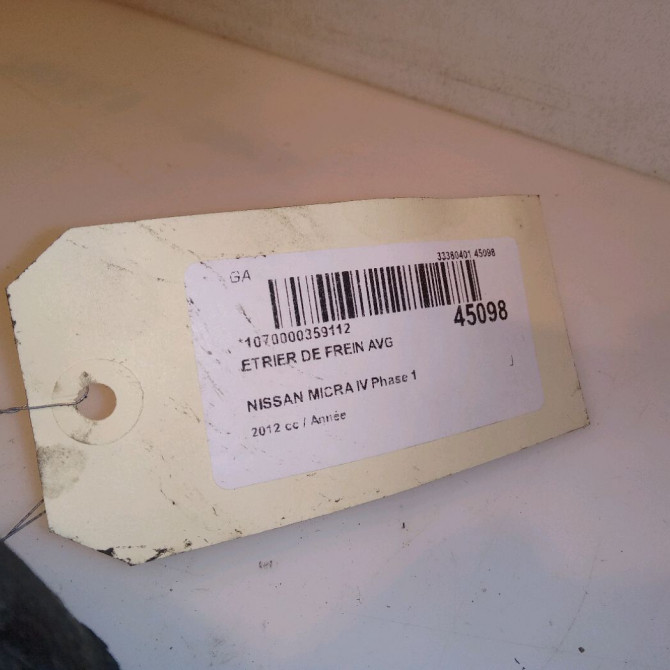 GA 33380401 45098
45098
*1070000359112
ETRIER DE FREIN AVG
NISSAN MICRA IV Phase 1
2012 cc / Année